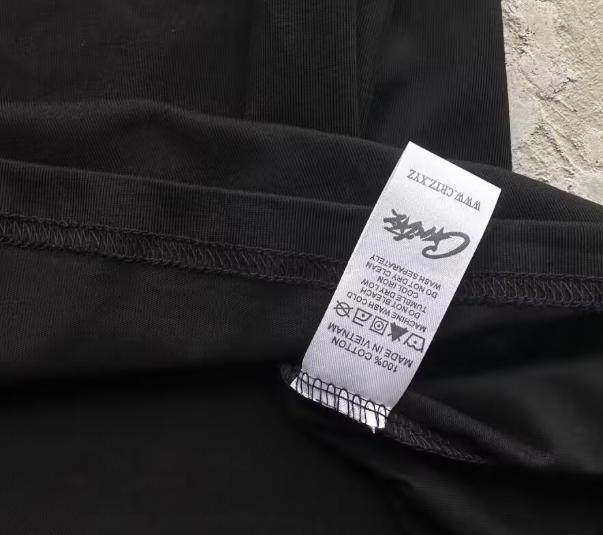 100% COTTON
MADE IN VIETNAM
MACHINE WASH COLD
DO NOT BLEACH
TUMBLE DRY LOW
COOL IRON
DO NOT DRY CLEAN
WASH SEPARATELY
WWW.CRTZ.XYZ